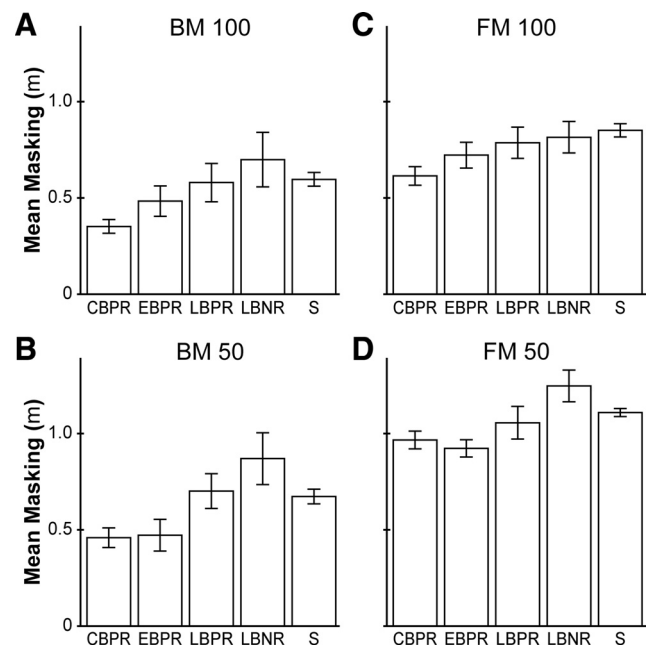 A
BM 100
Mean Masking (m)
1.0
0.5
0
CBPR EBPR LBPR LBNR S
C
FM 100
CBPR EBPR LBPR LBNR S
B
BM 50
Mean Masking (m)
1.0
0.5
0
CBPR EBPR LBPR LBNR S
D
FM 50
CBPR EBPR LBPR LBNR S